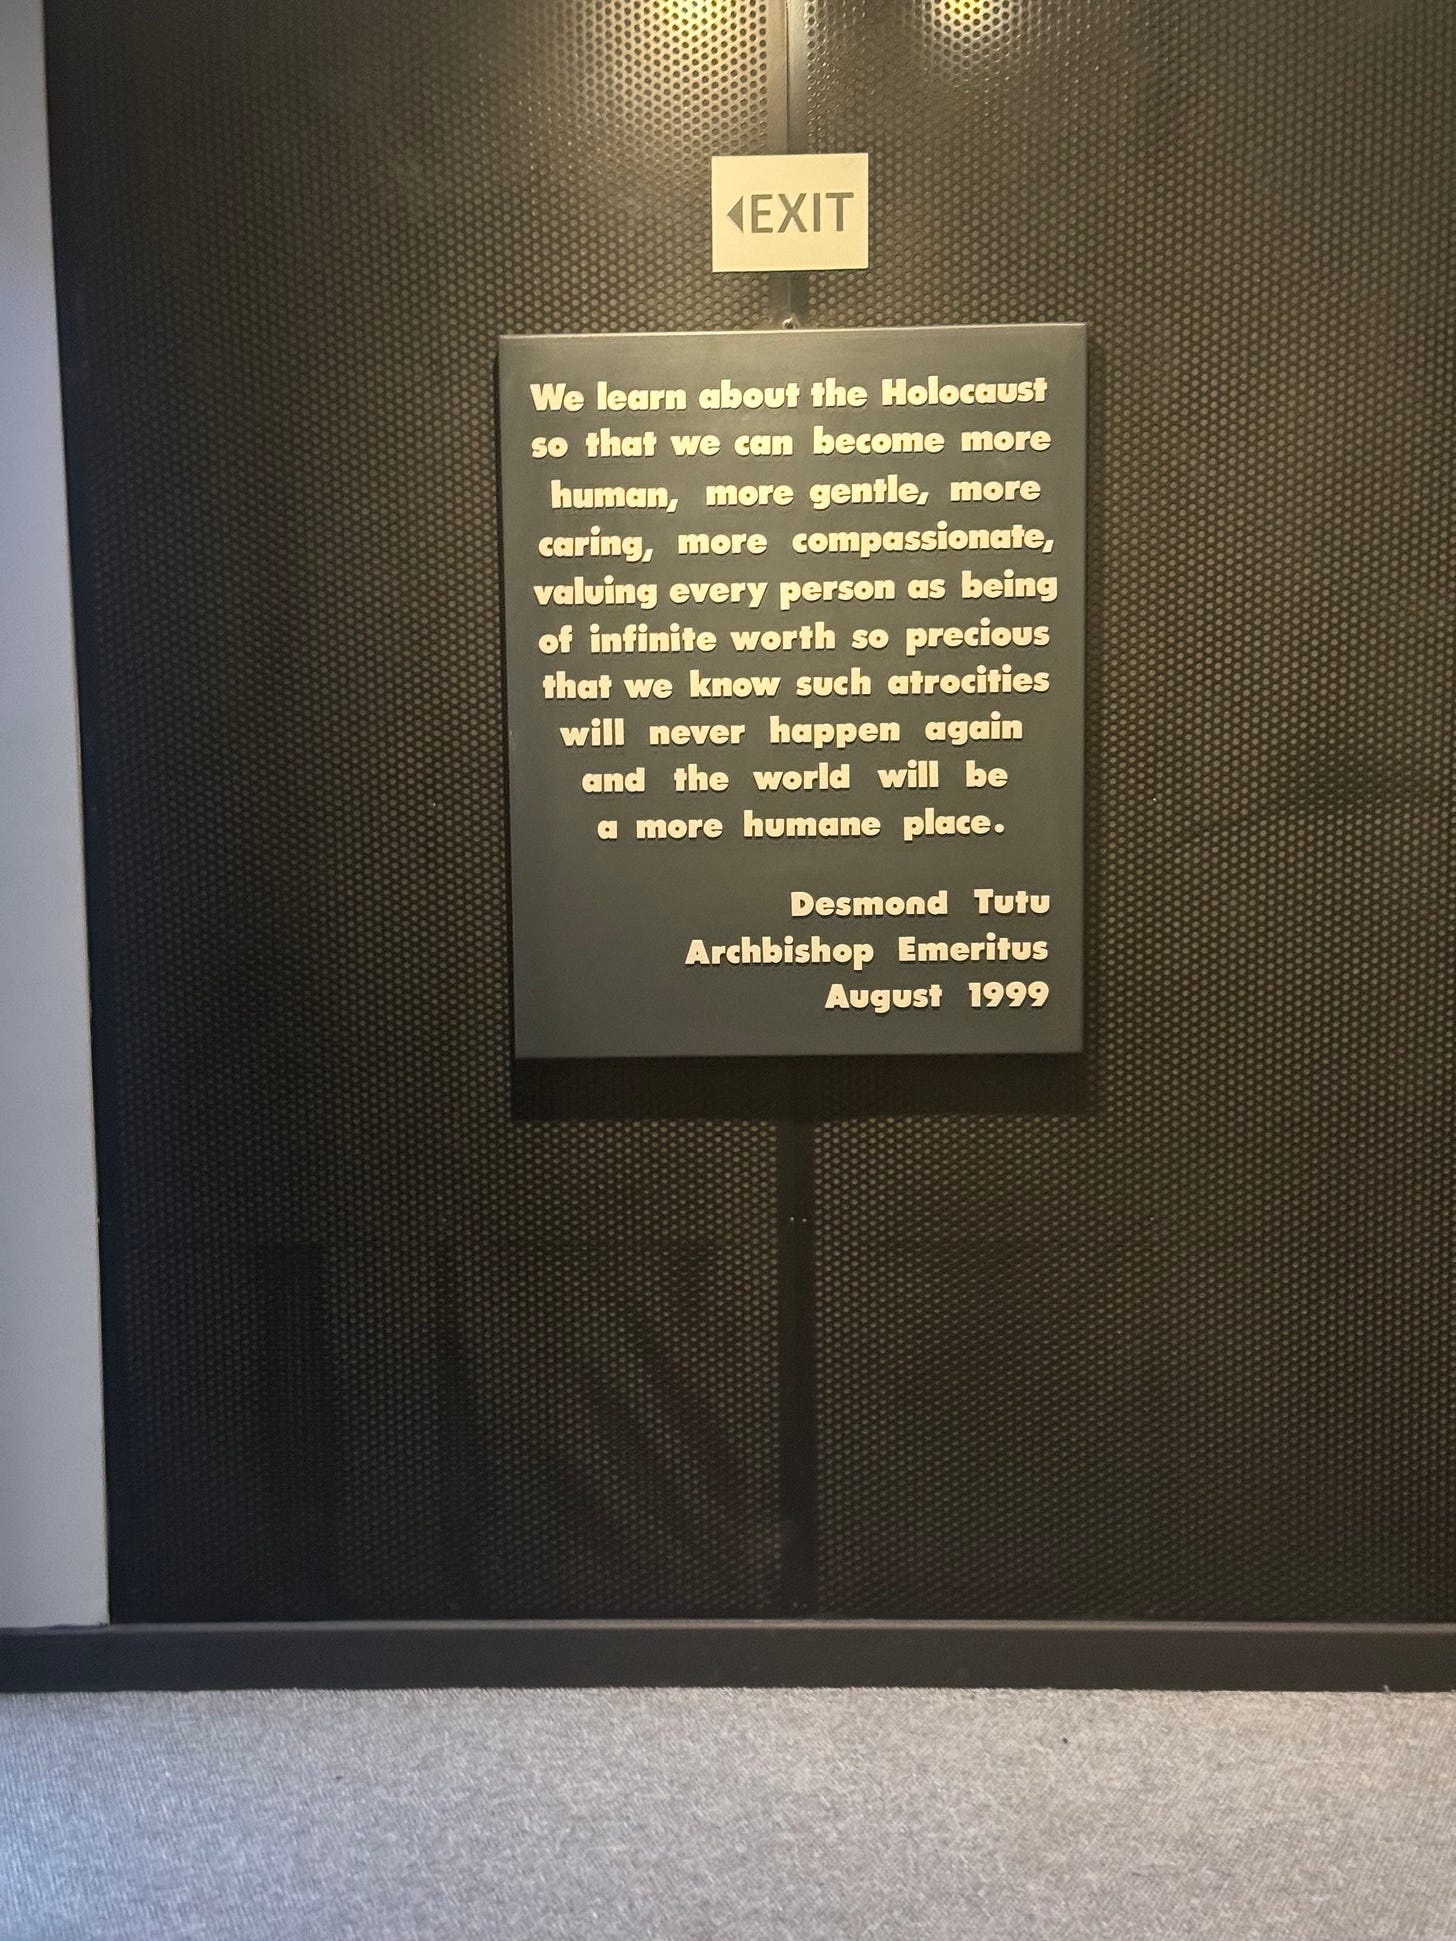 EXIT
We learn about the Holocaust
so that we can become more
human, more gentle, more
caring, more compassionate,
valuing every person as being
of infinite worth so precious
that we know such atrocities
will never happen again
and the world will be
a more humane place.
Desmond Tutu
Archbishop Emeritus
August 1999